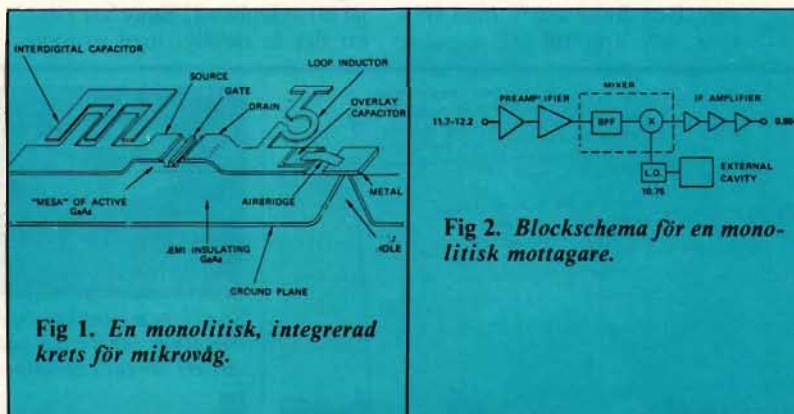 INTERDIGITAL CAPACITOR
SOURCE
GATE
DRAIN
LOOP INDUCTOR
OVERLAY
CAPACITOR
"MESA" OF ACTIVE
GaAs
AIRBRIDGE
METAL
INSULATING
GaAs
GROUND PLANE
Fig 1. En monolitisk, integrerad
krets för mikrovåg.
MIXER
PREAMPLIFIER
IF AMPLIFIER
11.7-12.2
BPF
X
L.O.
10.75
EXTERNAL
CAVITY
Fig 2. Blockschema för en mono-
litisk mottagare.